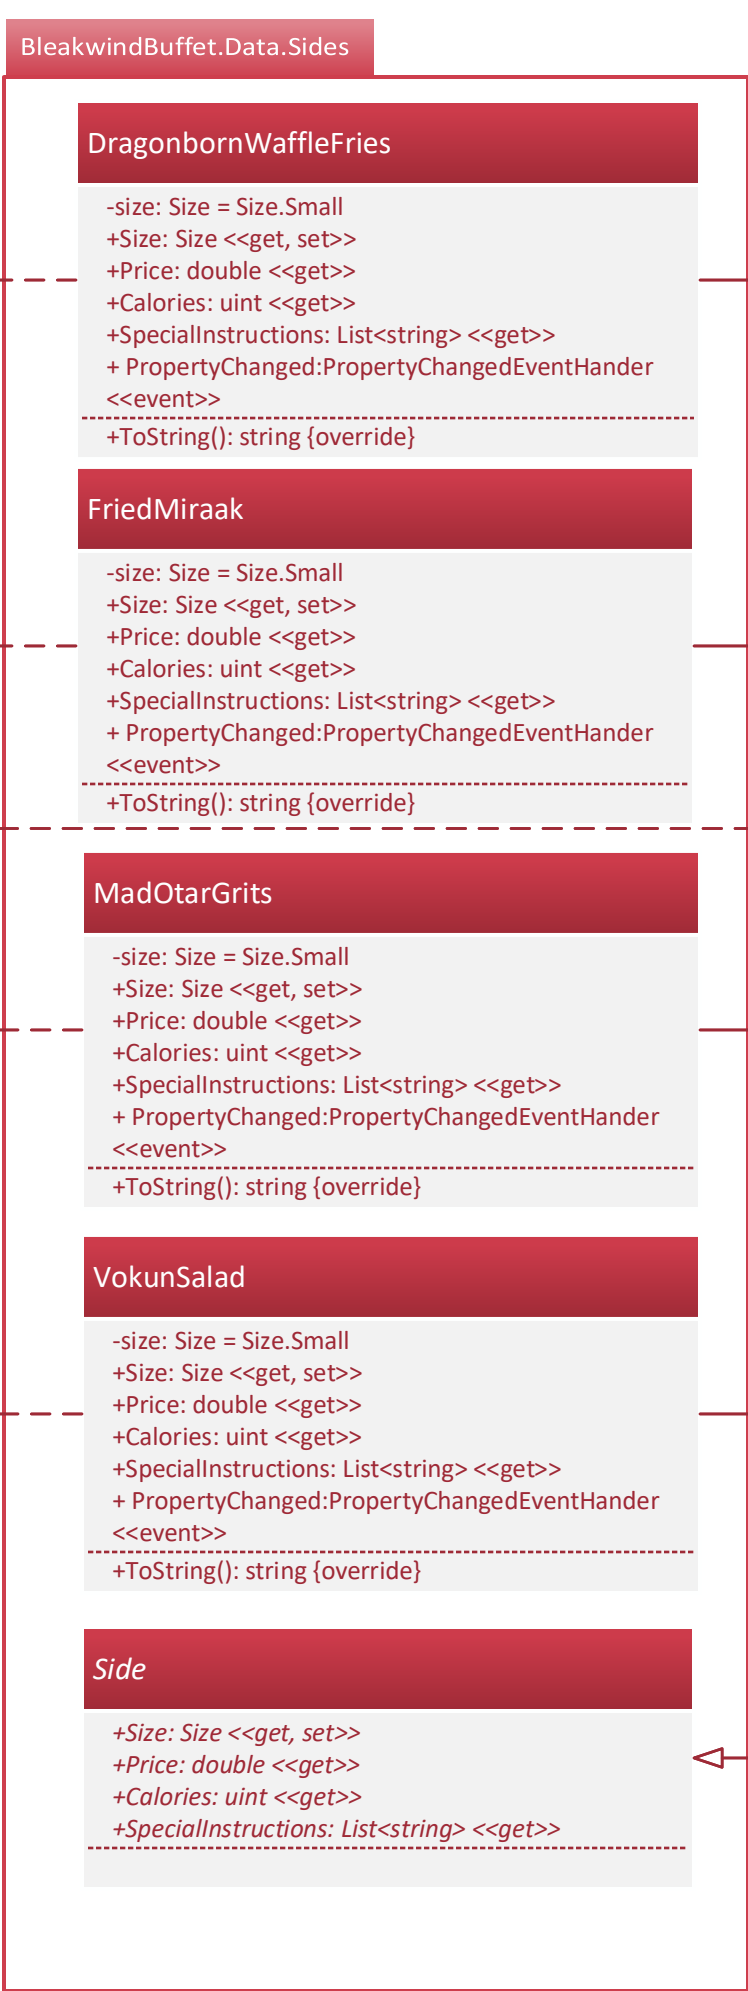 BleakwindBuffet.Data.Sides
DragonbornWaffleFries
-size: Size = Size.Small
+Size: Size <<get, set>>
+Price: double <<get>>
+Calories: uint <<get>>
+SpecialInstructions: List<string> <<get>>
+ PropertyChanged:PropertyChangedEventHander
<<event>>
+ToString(): string {override}
FriedMiraak
-size: Size = Size.Small
+Size: Size <<get, set>>
+Price: double <<get>>
+Calories: uint <<get>>
+SpecialInstructions: List<string> <<get>>
+ PropertyChanged:PropertyChangedEventHander
<<event>>
+ToString(): string {override}
MadOtarGrits
-size: Size = Size.Small
+Size: Size <<get, set>>
+Price: double <<get>>
+Calories: uint <<get>>
+SpecialInstructions: List<string> <<get>>
+ PropertyChanged:PropertyChangedEventHander
<<event>>
+ToString(): string {override}
VokunSalad
-size: Size = Size.Small
+Size: Size <<get, set>>
+Price: double <<get>>
+Calories: uint <<get>>
+SpecialInstructions: List<string> <<get>>
+ PropertyChanged:PropertyChangedEventHander
<<event>>
+ToString(): string {override}
Side
+Size: Size <<get, set>>
+Price: double <<get>>
+Calories: uint <<get>>
+SpecialInstructions: List<string> <<get>>